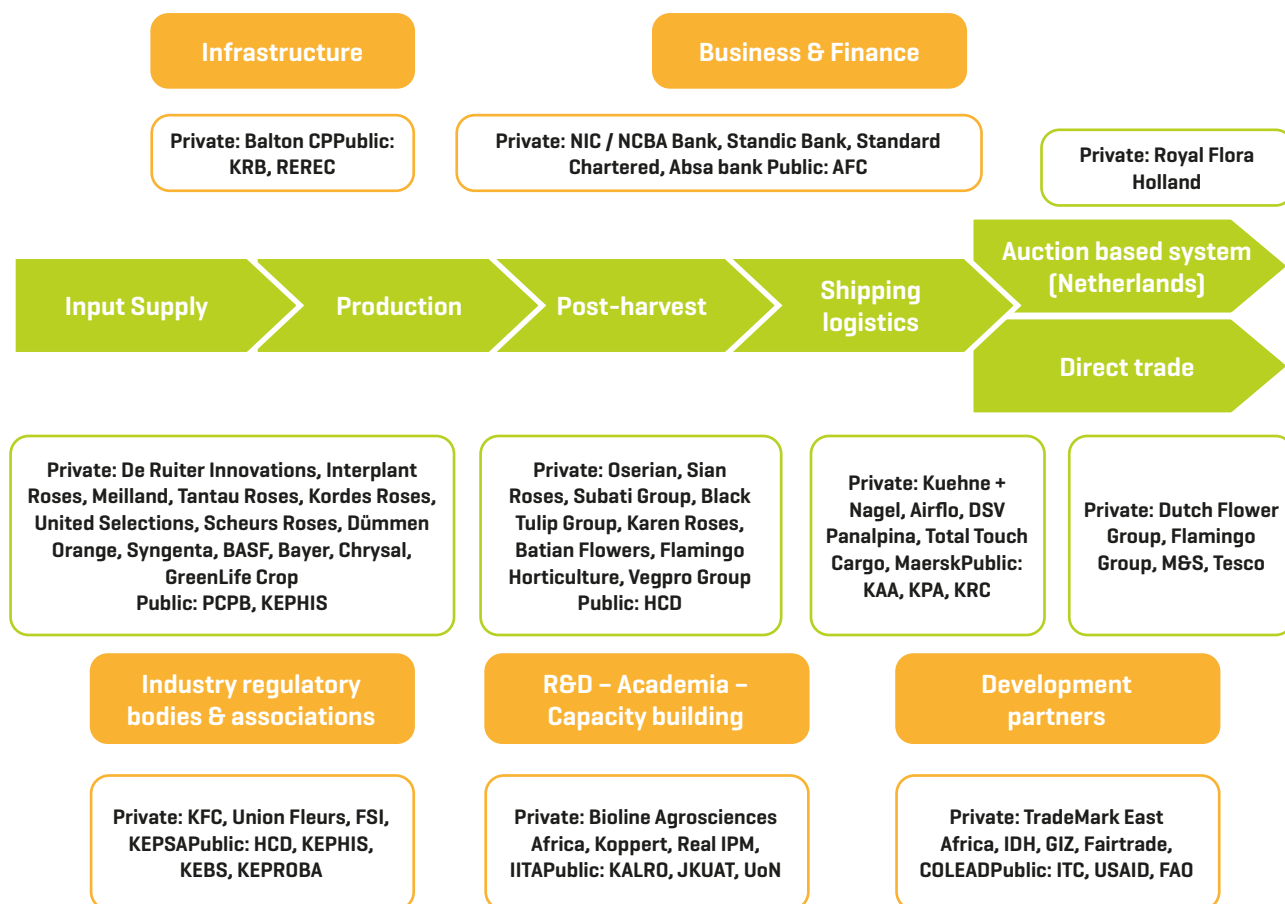 Infrastructure
Business & Finance
Private: Balton CPPublic:
KRB, REREC
Private: NIC / NCBA Bank, Standic Bank, Standard
Chartered, Absa bank Public: AFC
Private: Royal Flora
Holland
Input Supply
Production
Post-harvest
Shipping
logistics
Auction based system
(Netherlands)
Direct trade
Private: De Ruiter Innovations, Interplant
Roses, Meilland, Tantau Roses, Kordes Roses,
United Selections, Scheurs Roses, Dümmen
Orange, Syngenta, BASF, Bayer, Chrysal,
GreenLife Crop
Public: PCPB, KEPHIS
Private: Oserian, Sian
Roses, Subati Group, Black
Tulip Group, Karen Roses,
Batian Flowers, Flamingo
Horticulture, Vegpro Group
Public: HCD
Private: Kuehne +
Nagel, Airflo, DSV
Panalpina, Total Touch
Cargo, MaerskPublic:
KAA, KPA, KRC
Private: Dutch Flower
Group, Flamingo
Group, M&S, Tesco
Industry regulatory
bodies & associations
R&D – Academia –
Capacity building
Development
partners
Private: KFC, Union Fleurs, FSI,
KEPSAPublic: HCD, KEPHIS,
KEBS, KEPROBA
Private: Bioline Agrosciences
Africa, Koppert, Real IPM,
IITAPublic: KALRO, JKUAT, UoN
Private: TradeMark East
Africa, IDH, GIZ, Fairtrade,
COLEADPublic: ITC, USAID, FAO